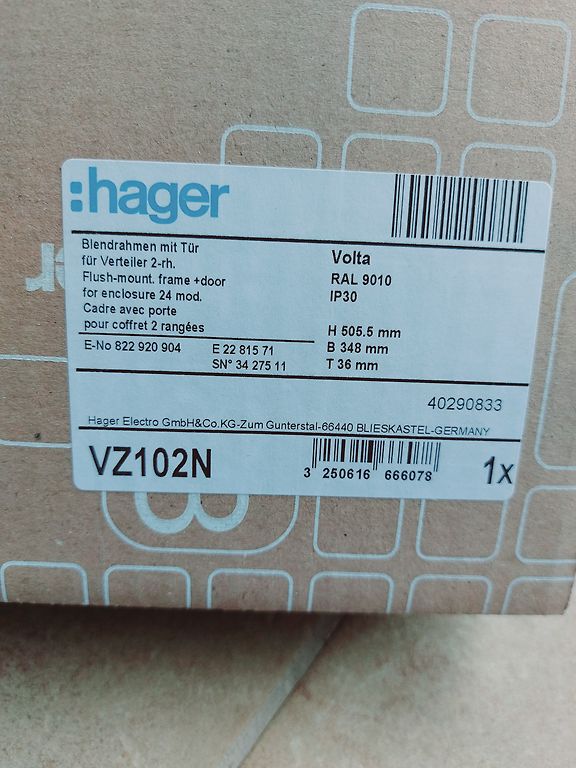 :hager
Blendrahmen mit Tür
für Verteiler 2-rh.
Flush-mount. frame +door
for enclosure 24 mod.
Cadre avec porte
pour coffret 2 rangées
Volta
RAL 9010
IP30
H 505.5 mm
B 348 mm
T 36 mm
E-No 822 920 904
E 22 815 71
SN° 34 275 11
40290833
Hager Electro GmbH&Co.KG-Zum Gunterstal-66440 BLIESKASTEL-GERMANY
VZ102N
3 250616 666078
1x